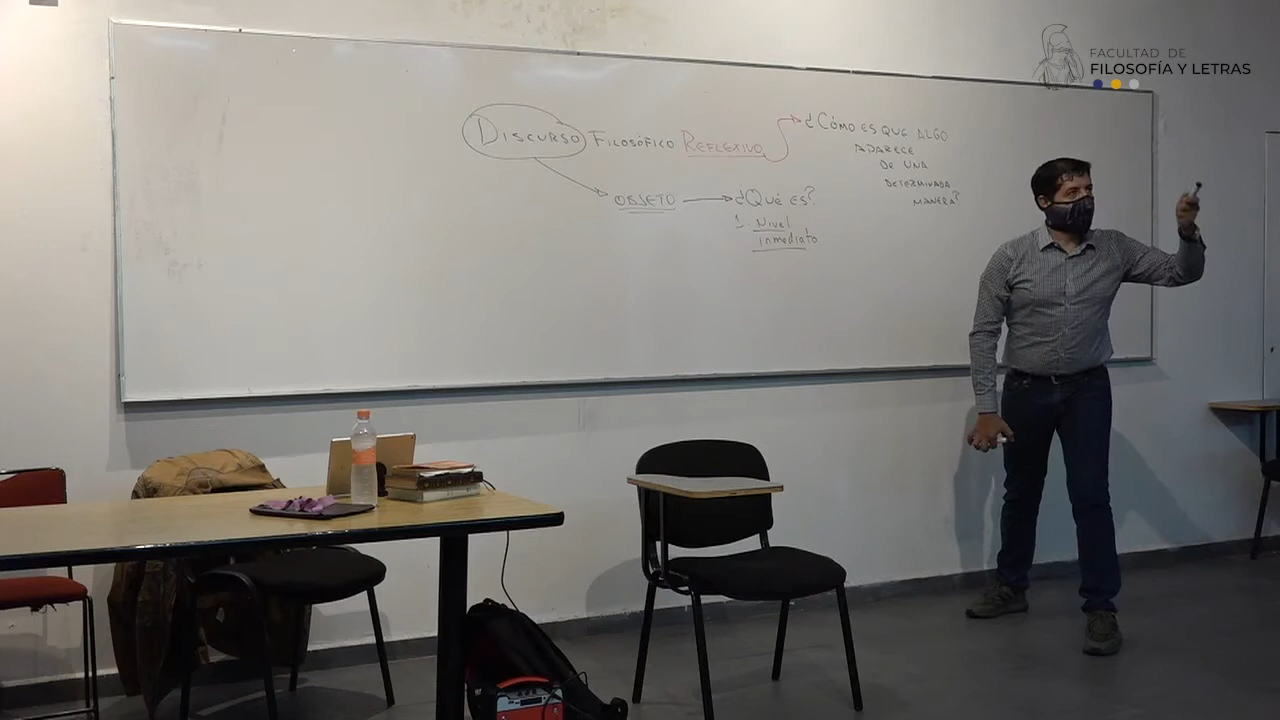 FACULTAD DE
FILOSOFÍA Y LETRAS
DISCURSO FILOSÓFICO REFLEXIVO
¿CÓMO ES QUE ALGO
APARECE
DE UNA
DETERMINADA
MANERA?
OBJETO
¿QUÉ ES?
1. NIVEL
INMEDIATO